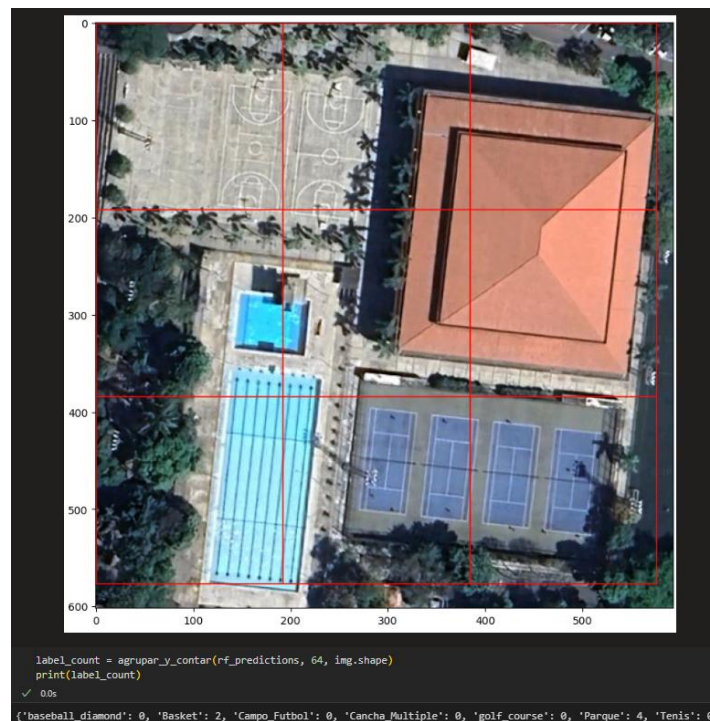 0
100
200
300
400
500
600
0 100 200 300 400 500
label_count = agrupar_y_contar(rf_predictions, 64, img.shape)
print(label_count)
✓ 0.0s
{'baseball_diamond': 0, 'Basket': 2, 'Campo_Futbol': 0, 'Cancha_Multiple': 0, 'golf_course': 0, 'Parque': 4, 'Tenis': 0